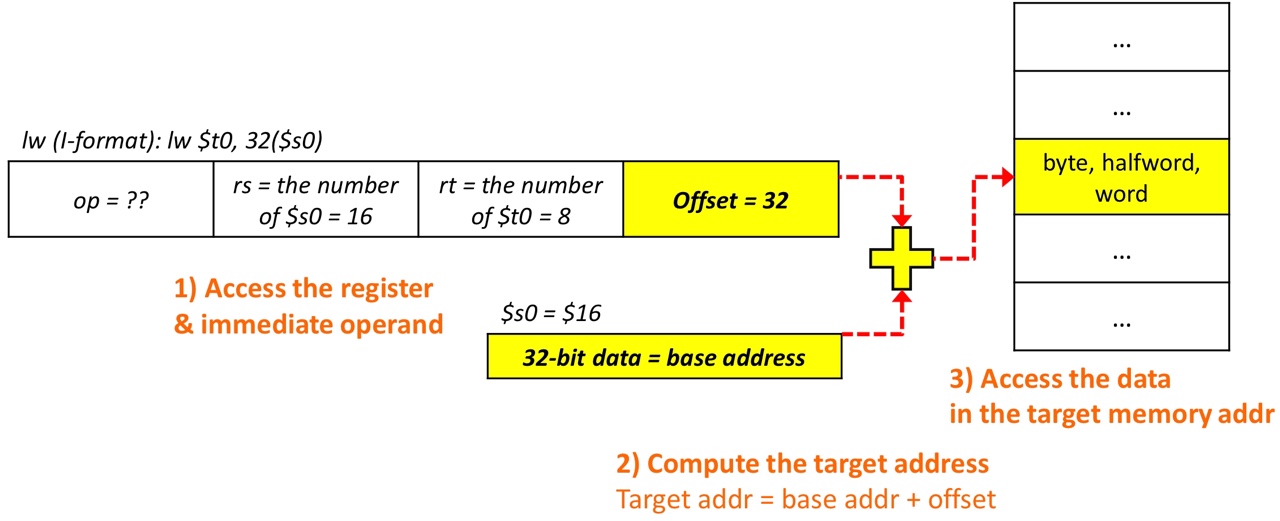 ...
...
lw (I-format): lw $t0, 32($s0)
byte, halfword,
word
op = ??
rs = the number
of $s0 = 16
rt = the number
of $t0 = 8
Offset = 32
...
1) Access the register
& immediate operand
$s0 = $16
...
32-bit data = base address
3) Access the data
in the target memory addr
2) Compute the target address
Target addr = base addr + offset